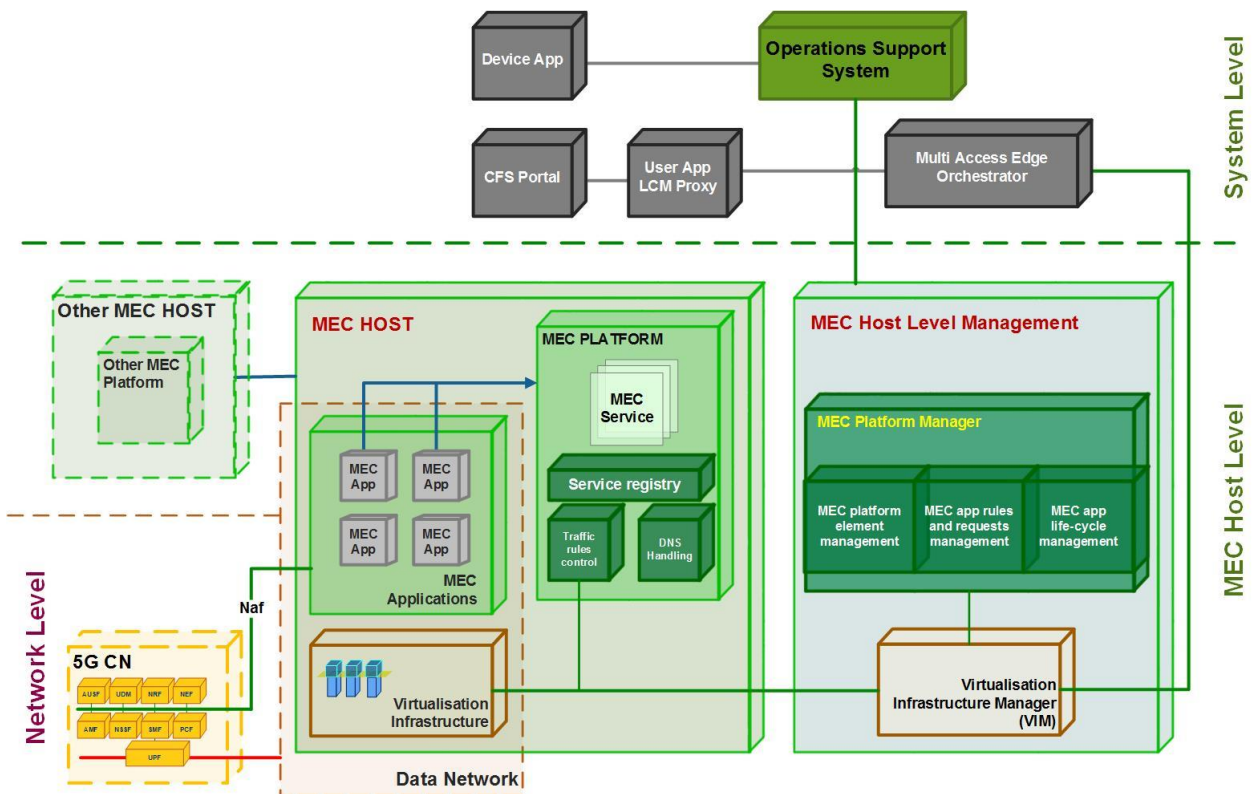 Device App
Operations Support
System
CFS Portal
User App
LCM Proxy
Multi Access Edge
Orchestrator
System Level
Other MEC HOST
Other MEC
Platform
MEC HOST
MEC PLATFORM
MEC
Service
Service registry
Traffic
rules
control
DNS
Handling
MEC
App
MEC
App
MEC
App
MEC
App
MEC
Applications
Virtualisation
Infrastructure
Data Network
MEC Host Level Management
MEC Platform Manager
MEC platform
element
management
MEC app rules
and requests
management
MEC app
life-cycle
management
Virtualisation
Infrastructure Manager
(VIM)
MEC Host Level
Network Level
Naf
5G CN
AUSF
UDM
NRF
NEF
AMF
NSSF
SMF
PCF
UPF